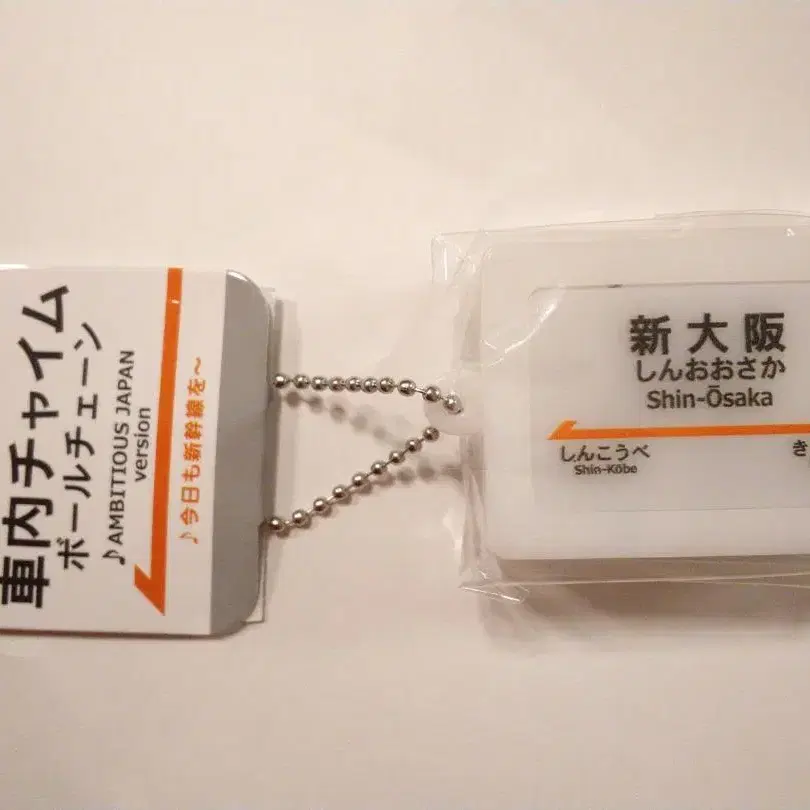 車内チャイム
ボールチェーン
♪AMBITIOUS JAPAN
version
♪今日も新幹線を〜
新大阪
しんおおさか
Shin-Ōsaka
しんこうべ
き
Shin-Kōbe